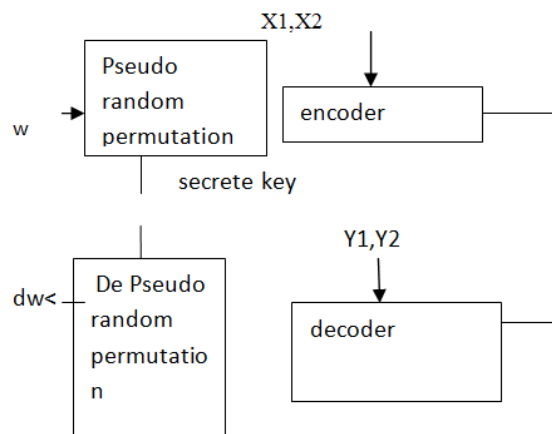 X1,X2
Pseudo
random
permutation
encoder
w
secrete key
Y1,Y2
De Pseudo
random
permutatio
n
dw<
decoder